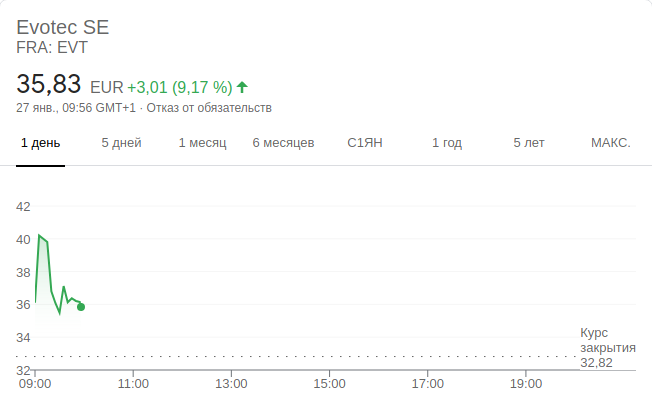 Evotec SE
FRA: EVT
35,83 EUR +3,01 (9,17 %)
27 янв., 09:56 GMT+1 · Отказ от обязательств
1 день 5 дней 1 месяц 6 месяцев С1ЯН 1 год 5 лет МАКС.
42
40
38
36
34
Курс
закрытия
32,82
32
09:00 11:00 13:00 15:00 17:00 19:00